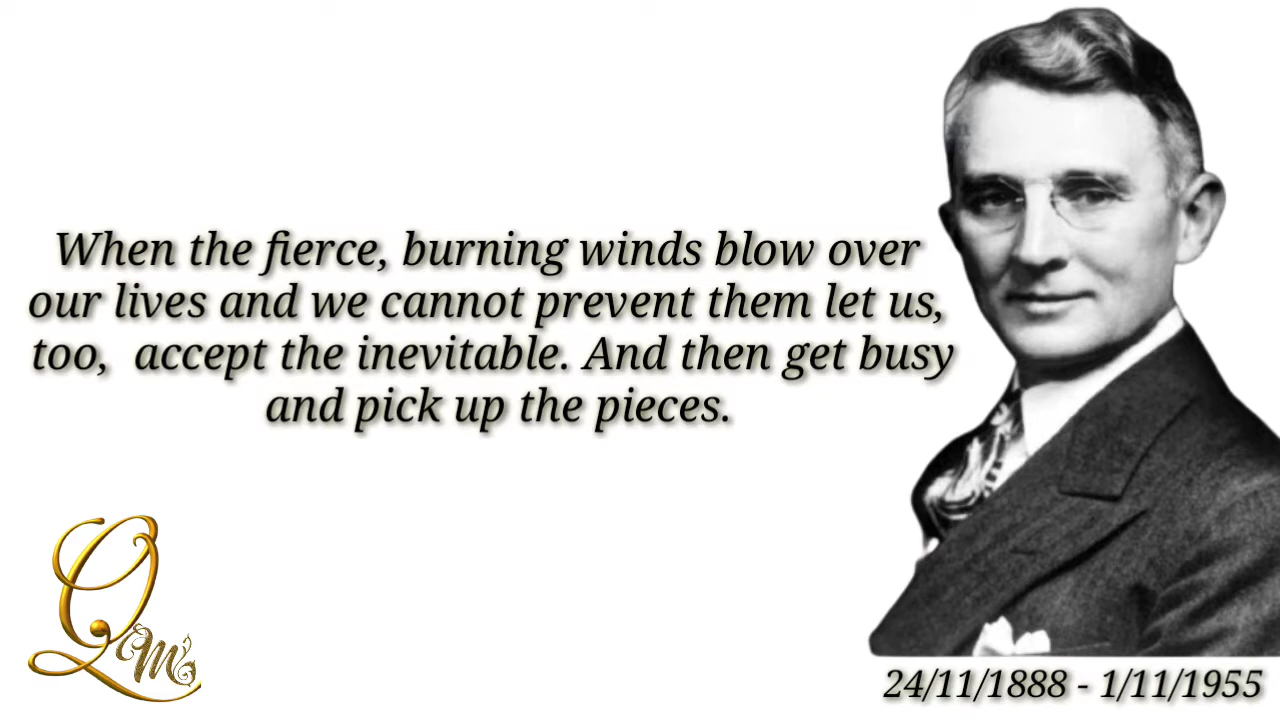 When the fierce, burning winds blow over
our lives and we cannot prevent them let us,
too, accept the inevitable. And then get busy
and pick up the pieces.
QM
24/11/1888 - 1/11/1955